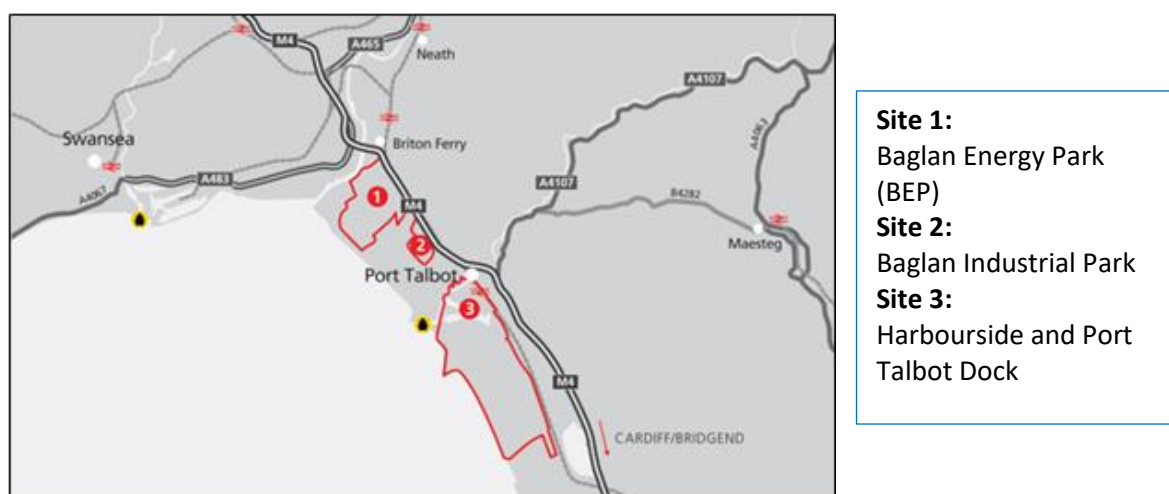 M4
A465
Neath
A4107
Swansea
Briton Ferry
A4063
A483
A4067
A4107
1
M4
B4282
2
Maesteg
Port Talbot
3
M4
CARDIFF/BRIDGEND
Site 1:
Baglan Energy Park
(BEP)
Site 2:
Baglan Industrial Park
Site 3:
Harbourside and Port
Talbot Dock